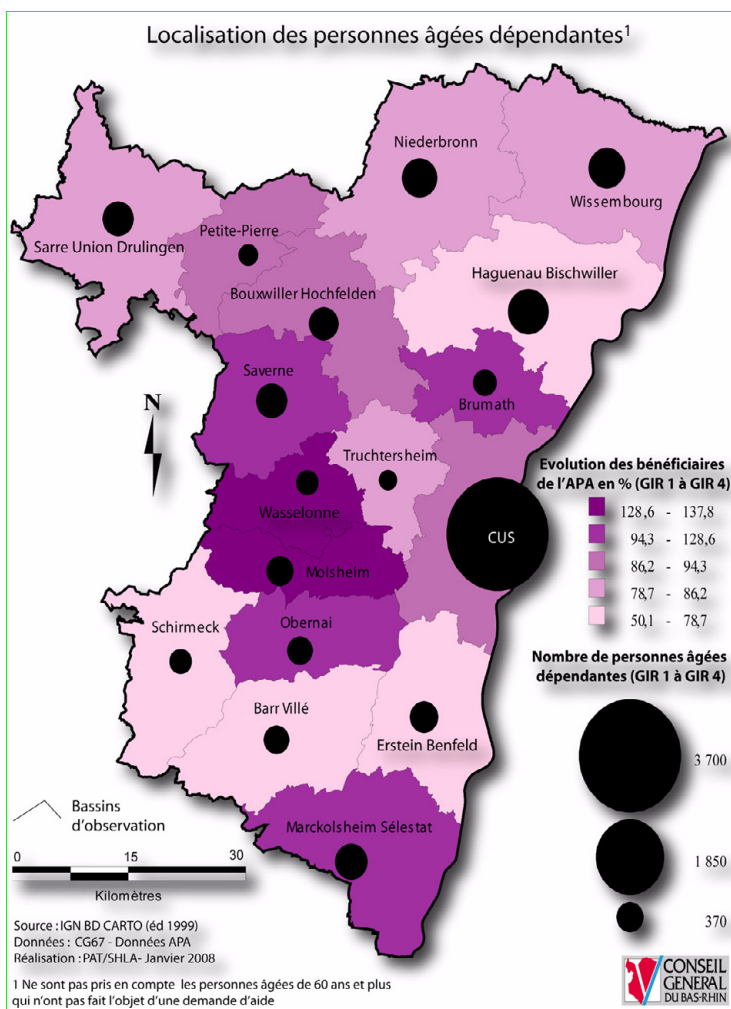 Localisation des personnes âgées dépendantes¹
Niederbronn
Wissembourg
Sarre Union Drulingen
Petite-Pierre
Haguenau Bischwiller
Bouxwiller Hochfelden
Saverne
Brumath
N
Truchtersheim
Wasselonne
CUS
Molsheim
Schirmeck
Obernai
Barr Villé
Erstein Benfeld
Marckolsheim Sélestat
Evolution des bénéficiaires
de l'APA en % (GIR 1 à GIR 4)
128,6 - 137,8
94,3 - 128,6
86,2 - 94,3
78,7 - 86,2
50,1 - 78,7
Nombre de personnes âgées
dépendantes (GIR 1 à GIR 4)
3 700
1 850
370
Bassins
d'observation
0 15 30
Kilomètres
Source : IGN BD CARTO (éd 1999)
Données : CG67 - Données APA
Réalisation : PAT/SHLA- Janvier 2008
1 Ne sont pas pris en compte les personnes âgées de 60 ans et plus
qui n'ont pas fait l'objet d'une demande d'aide
CONSEIL
GENERAL
DU BAS-RHIN